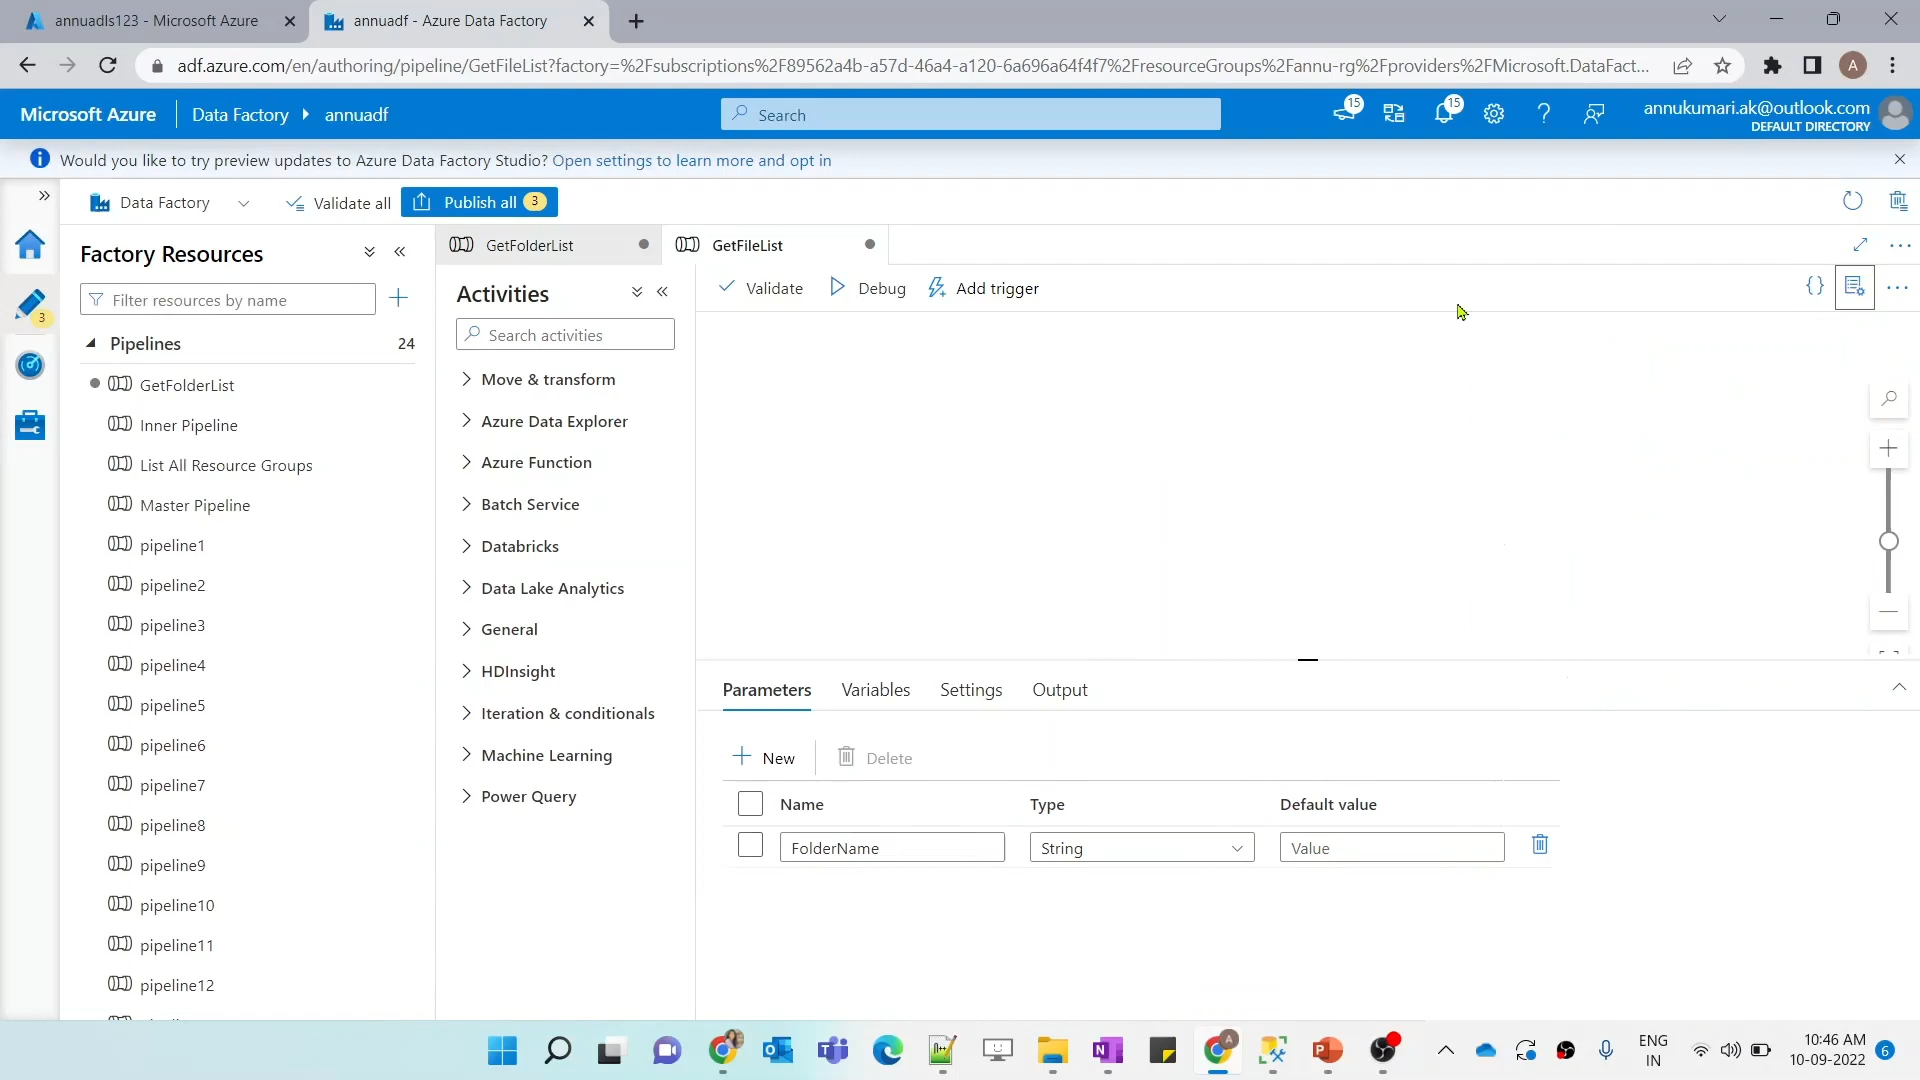 annuadls123 - Microsoft Azure
annuadf - Azure Data Factory
adf.azure.com/en/authoring/pipeline/GetFileList?factory=%2Fsubscriptions%2F89562a4b-a57d-46a4-a120-6a696a64f4f7%2FresourceGroups%2Fannu-rg%2Fproviders%2FMicrosoft.DataFact...
A
Microsoft Azure
Data Factory
annuadf
Search
15
15
annukumari.ak@outlook.com
DEFAULT DIRECTORY
Would you like to try preview updates to Azure Data Factory Studio? Open settings to learn more and opt in
Data Factory
Validate all
Publish all 3
3
Factory Resources
Filter resources by name
Pipelines 24
GetFolderList
Inner Pipeline
List All Resource Groups
Master Pipeline
pipeline1
pipeline2
pipeline3
pipeline4
pipeline5
pipeline6
pipeline7
pipeline8
pipeline9
pipeline10
pipeline11
pipeline12
GetFolderList
GetFileList
Activities
Search activities
Move & transform
Azure Data Explorer
Azure Function
Batch Service
Databricks
Data Lake Analytics
General
HDInsight
Iteration & conditionals
Machine Learning
Power Query
Validate
Debug
Add trigger
{}
Parameters
Variables
Settings
Output
New
Delete
Name Type Default value
FolderName String Value
ENG
IN
10:46 AM
10-09-2022
6